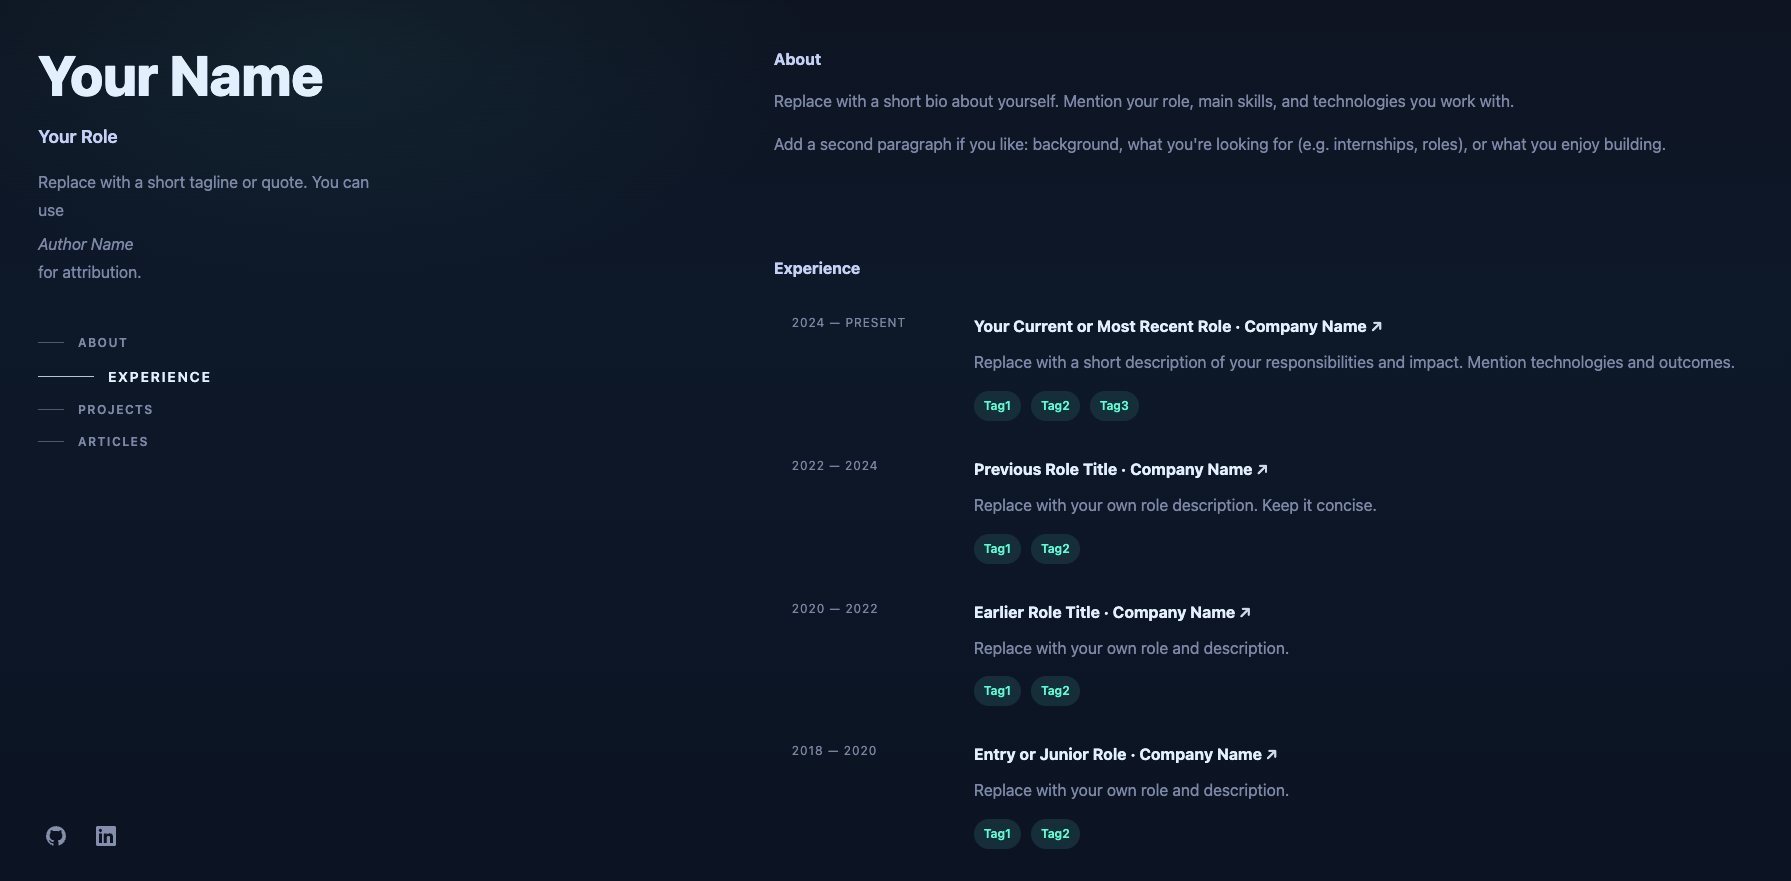 Your Name
Your Role
Replace with a short tagline or quote. You can
use
Author Name
for attribution.
ABOUT
EXPERIENCE
PROJECTS
ARTICLES
About
Replace with a short bio about yourself. Mention your role, main skills, and technologies you work with.
Add a second paragraph if you like: background, what you're looking for (e.g. internships, roles), or what you enjoy building.
Experience
2024 — PRESENT
Your Current or Most Recent Role · Company Name ↗
Replace with a short description of your responsibilities and impact. Mention technologies and outcomes.
Tag1 Tag2 Tag3
2022 — 2024
Previous Role Title · Company Name ↗
Replace with your own role description. Keep it concise.
Tag1 Tag2
2020 — 2022
Earlier Role Title · Company Name ↗
Replace with your own role and description.
Tag1 Tag2
2018 — 2020
Entry or Junior Role · Company Name ↗
Replace with your own role and description.
Tag1 Tag2
in